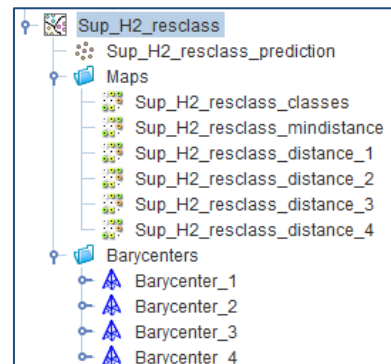 Sup_H2_resclass
Sup_H2_resclass_prediction
Maps
Sup_H2_resclass_classes
Sup_H2_resclass_mindistance
Sup_H2_resclass_distance_1
Sup_H2_resclass_distance_2
Sup_H2_resclass_distance_3
Sup_H2_resclass_distance_4
Barycenters
Barycenter_1
Barycenter_2
Barycenter_3
Barycenter_4